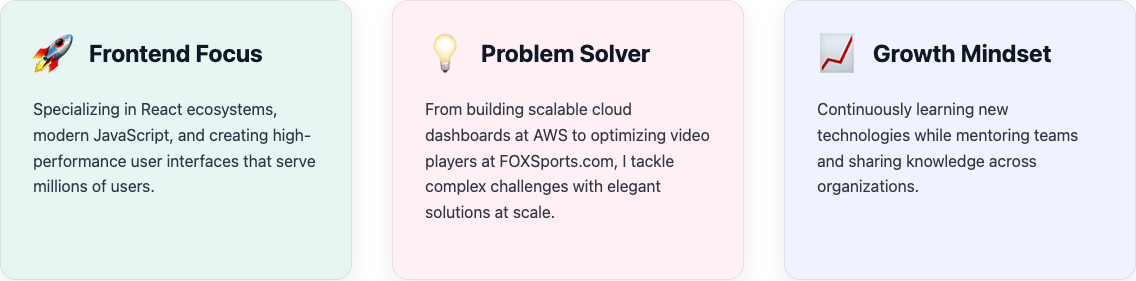 Frontend Focus
Specializing in React ecosystems,
modern JavaScript, and creating high-
performance user interfaces that serve
millions of users.
Problem Solver
From building scalable cloud
dashboards at AWS to optimizing video
players at FOXSports.com, I tackle
complex challenges with elegant
solutions at scale.
Growth Mindset
Continuously learning new
technologies while mentoring teams
and sharing knowledge across
organizations.